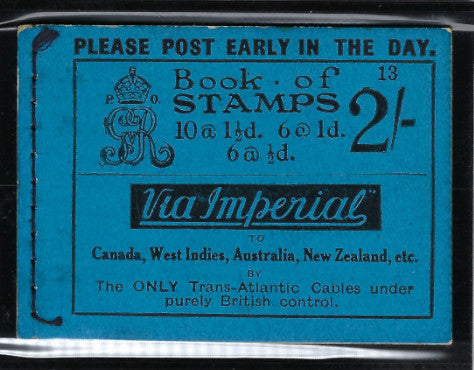 PLEASE POST EARLY IN THE DAY.
13
Book · of
P. O.
STAMPS
GR
10 @ 1½d. 6 @ 1d. 2/-
6 @ ½d.
Via Imperial
TO
Canada, West Indies, Australia, New Zealand, etc.
BY
The ONLY Trans-Atlantic Cables under
purely British control.